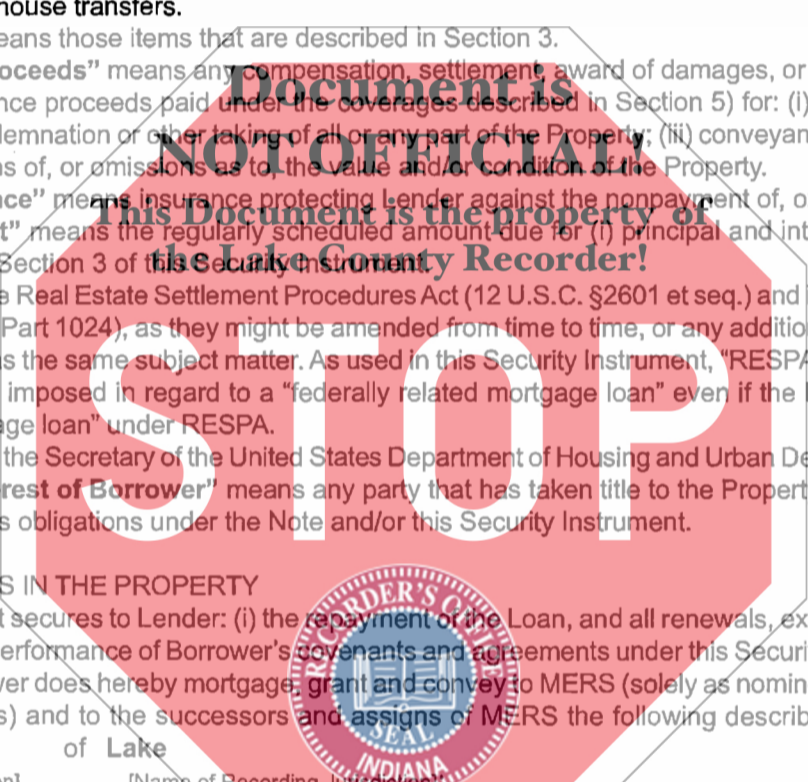 house transfers.
eans those items that are described in Section 3.
oceeds” means any compensation, settlement, award of damages, or
nce proceeds paid under the coverages described in Section 5) for: (i)
lemnation or other taking of all or any part of the Property; (iii) conveyan
s of, or omissions as to, the value and/or condition of the Property.
nce” means insurance protecting Lender against the nonpayment of, o
t” means the regularly scheduled amount due for (i) principal and int
Section 3 of this Security Instrument.
Document is
NOT OFFICIAL!
This Document is the property of
the Lake County Recorder!
e Real Estate Settlement Procedures Act (12 U.S.C. §2601 et seq.) and
Part 1024), as they might be amended from time to time, or any additio
s the same subject matter. As used in this Security Instrument, “RESPA
imposed in regard to a “federally related mortgage loan” even if the
age loan” under RESPA.
STOP
the Secretary of the United States Department of Housing and Urban De
rest of Borrower” means any party that has taken title to the Propert
s obligations under the Note and/or this Security Instrument.
S IN THE PROPERTY
t secures to Lender: (i) the repayment of the Loan, and all renewals, ex
erformance of Borrower's covenants and agreements under this Securi
ver does hereby mortgage, grant and convey to MERS (solely as nomin
s) and to the successors and assigns of MERS the following describ
of Lake
RECORDER'S OFFICE
SEAL
INDIANA
[Name of Recording Jurisdiction]